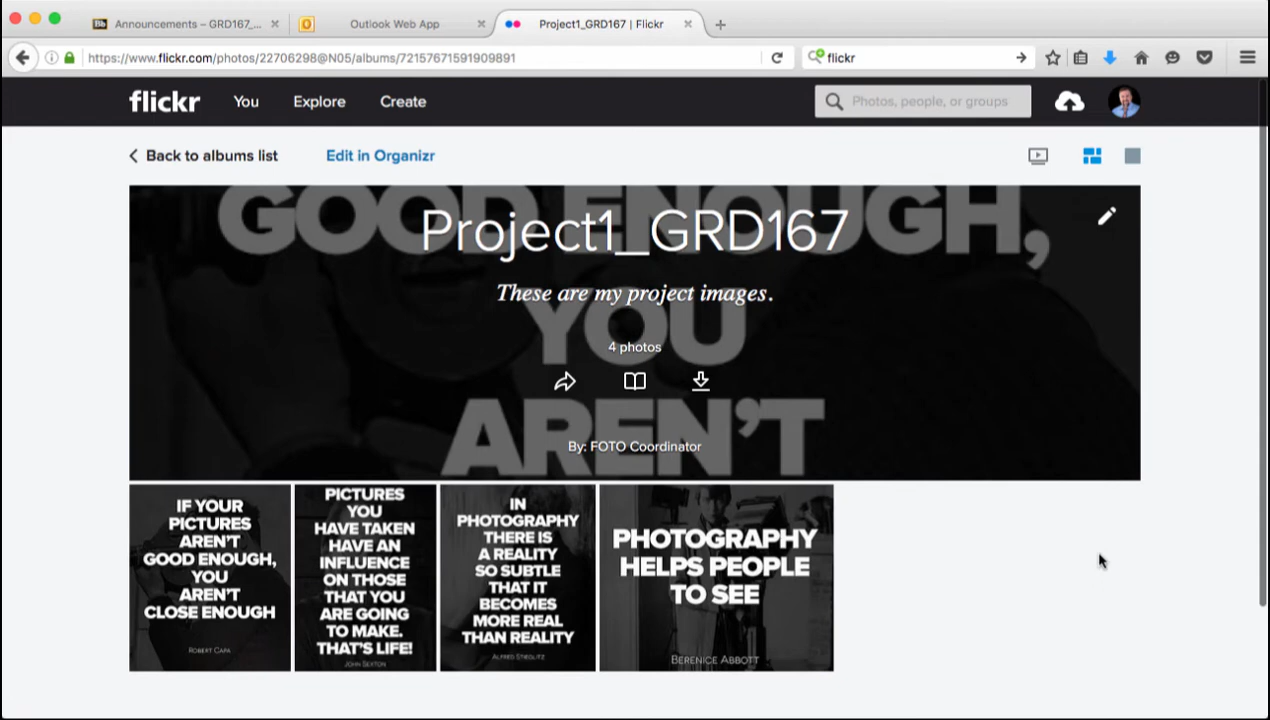 Announcements – GRD167_...
Outlook Web App
Project1_GRD167 | Flickr
https://www.flickr.com/photos/22706298@N05/albums/72157671591909891
flickr
flickr
You
Explore
Create
Photos, people, or groups
Back to albums list
Edit in Organizr
GOOD ENOUGH,
YOU
AREN'T
Project1_GRD167
These are my project images.
4 photos
By: FOTO Coordinator
IF YOUR
PICTURES
AREN'T
GOOD ENOUGH,
YOU
AREN'T
CLOSE ENOUGH
ROBERT CAPA
PICTURES
YOU
HAVE TAKEN
HAVE AN
INFLUENCE
ON THOSE
THAT YOU
ARE GOING
TO MAKE.
THAT'S LIFE!
JOHN SEXTON
IN
PHOTOGRAPHY
THERE IS
A REALITY
SO SUBTLE
THAT IT
BECOMES
MORE REAL
THAN REALITY
ALFRED STIEGLITZ
PHOTOGRAPHY
HELPS PEOPLE
TO SEE
BERENICE ABBOTT